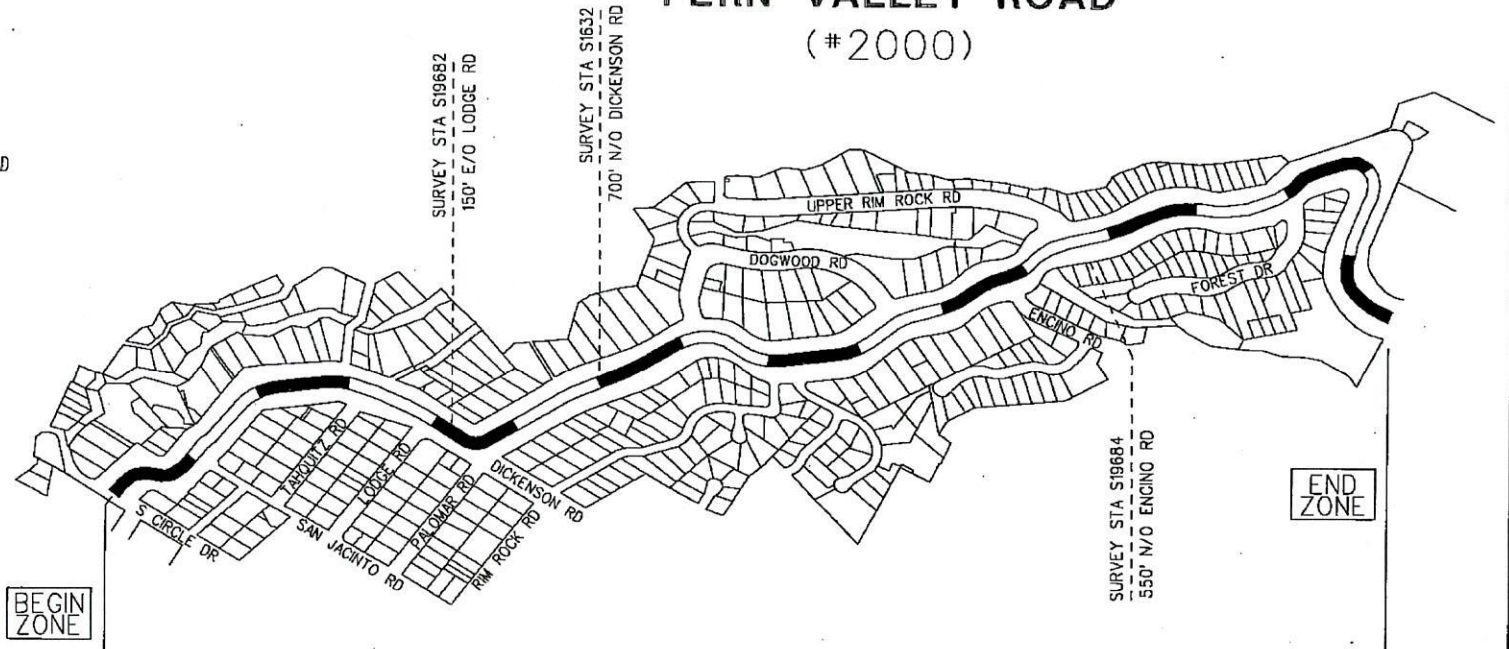 FERN VALLEY ROAD
(#2000)
SURVEY STA S19682
150' E/O LODGE RD
SURVEY STA S1632
700' N/O DICKENSON RD
D
UPPER RIM ROCK RD
DOGWOOD RD
FOREST DR
ENCINO RD
TAHQUITZ RD
LODGE RD
PALOMAR RD
DICKENSON RD
RIM ROCK RD
S CIRCLE DR
SAN JACINTO RD
SURVEY STA S19684
550' N/O ENCINO RD
BEGIN
ZONE
END
ZONE